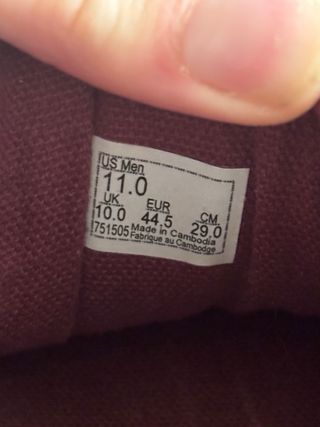 US Men
11.0
UK EUR CM
10.0 44.5 29.0
751505 Made in Cambodia
Fabriqué au Cambodge